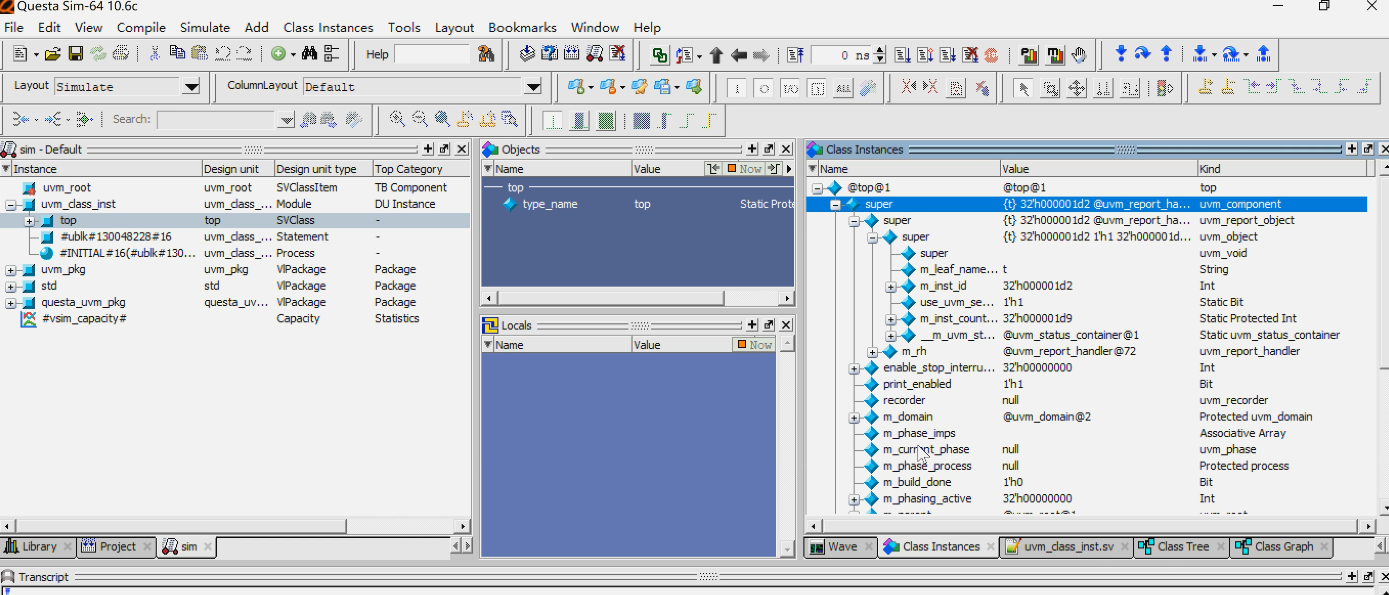 Questa Sim-64 10.6c
File Edit View Compile Simulate Add Class Instances Tools Layout Bookmarks Window Help
Help 0 ns
Layout Simulate ColumnLayout Default ALL
Search:
sim - Default
Instance Design unit Design unit type Top Category
uvm_root uvm_root SVClassItem TB Component
uvm_class_inst uvm_class_... Module DU Instance
top top SVClass -
#ublk#130048228#16 uvm_class_... Statement -
#INITIAL#16(#ublk#130... uvm_class_... Process -
uvm_pkg uvm_pkg VlPackage Package
std std VlPackage Package
questa_uvm_pkg questa_uv... VlPackage Package
#vsim_capacity# Capacity Statistics
Library Project sim
Objects
Name Value Now
top
type_name top Static Prote
Locals
Name Value Now
Class Instances
Name Value Kind
@top@1 @top@1 top
super {t} 32'h000001d2 @uvm_report_ha... uvm_component
super {t} 32'h000001d2 @uvm_report_ha... uvm_report_object
super {t} 32'h000001d2 1'h1 32'h000001d... uvm_object
super uvm_void
m_leaf_name... t String
m_inst_id 32'h000001d2 Int
use_uvm_se... 1'h1 Static Bit
m_inst_count... 32'h000001d9 Static Protected Int
__m_uvm_st... @uvm_status_container@1 Static uvm_status_container
m_rh @uvm_report_handler@72 uvm_report_handler
enable_stop_interru... 32'h00000000 Int
print_enabled 1'h1 Bit
recorder null uvm_recorder
m_domain @uvm_domain@2 Protected uvm_domain
m_phase_imps Associative Array
m_current_phase null uvm_phase
m_phase_process null Protected process
m_build_done 1'h0 Bit
m_phasing_active 32'h00000000 Int
Wave Class Instances uvm_class_inst.sv Class Tree Class Graph
Transcript